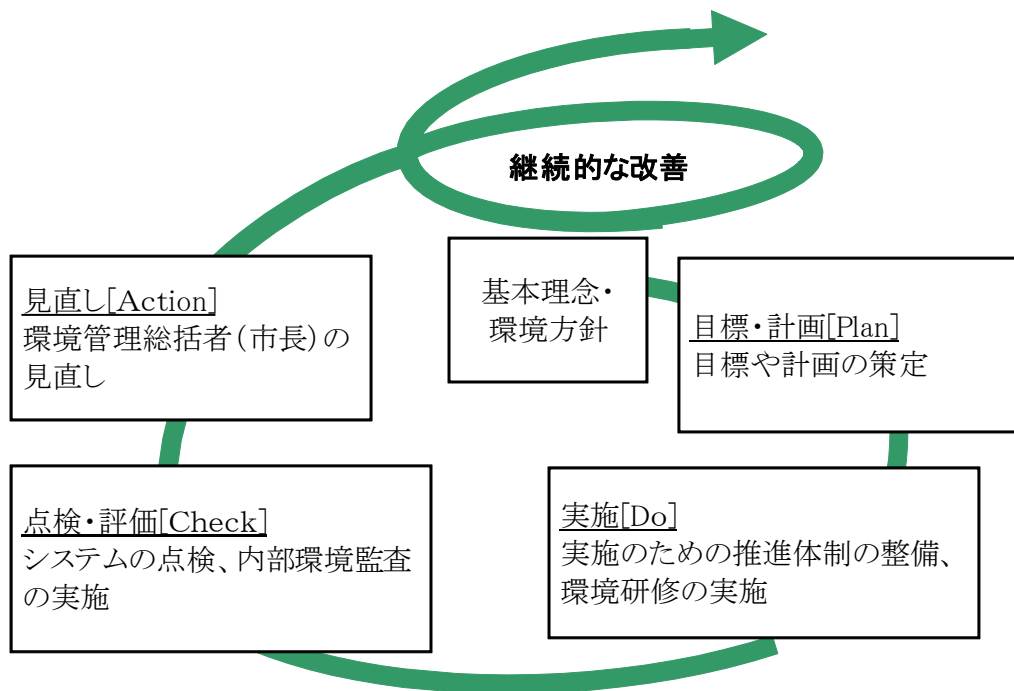 継続的な改善
基本理念・
環境方針
目標・計画[Plan]
目標や計画の策定
実施[Do]
実施のための推進体制の整備、
環境研修の実施
点検・評価[Check]
システムの点検、内部環境監査
の実施
見直し[Action]
環境管理総括者(市長)の
見直し